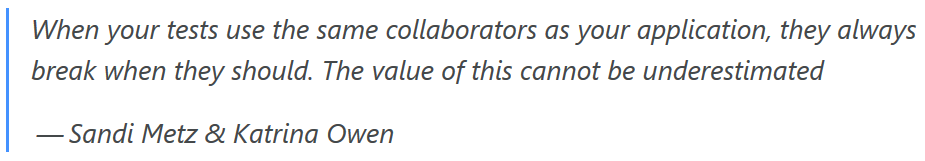 When your tests use the same collaborators as your application, they always
break when they should. The value of this cannot be underestimated
— Sandi Metz & Katrina Owen